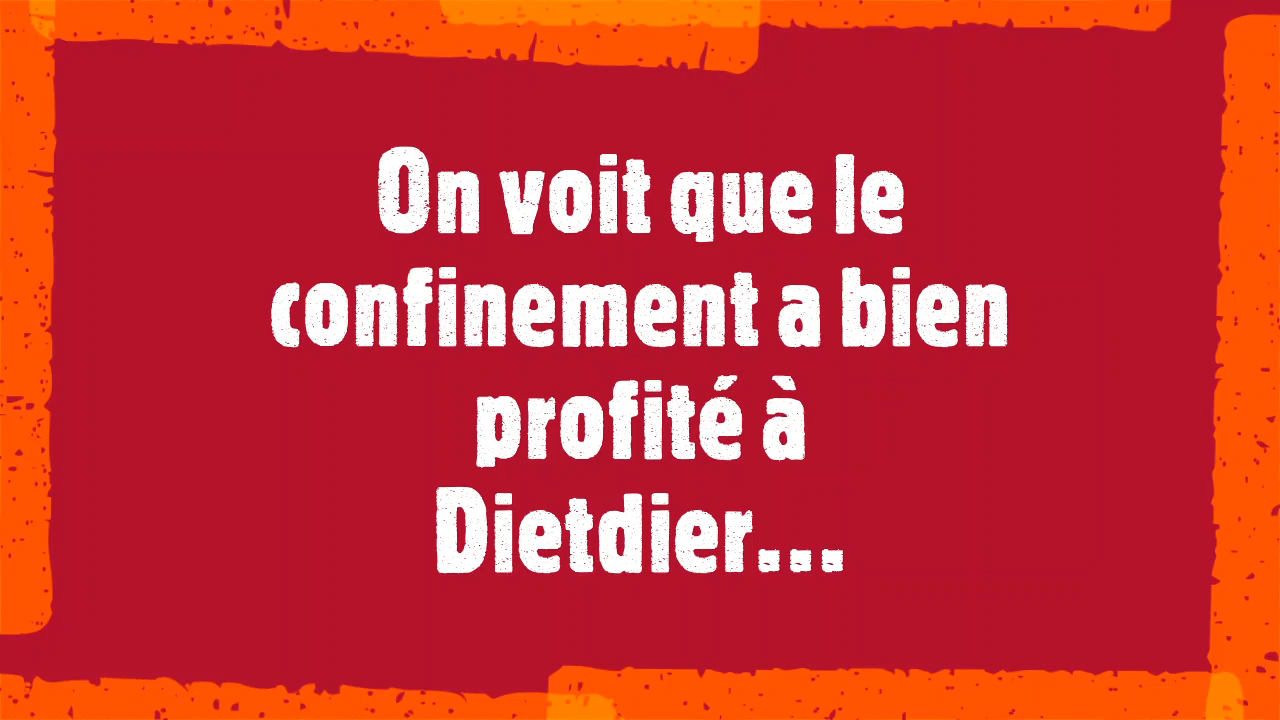 On voit que le
confinement a bien
profité à
Dietdier...